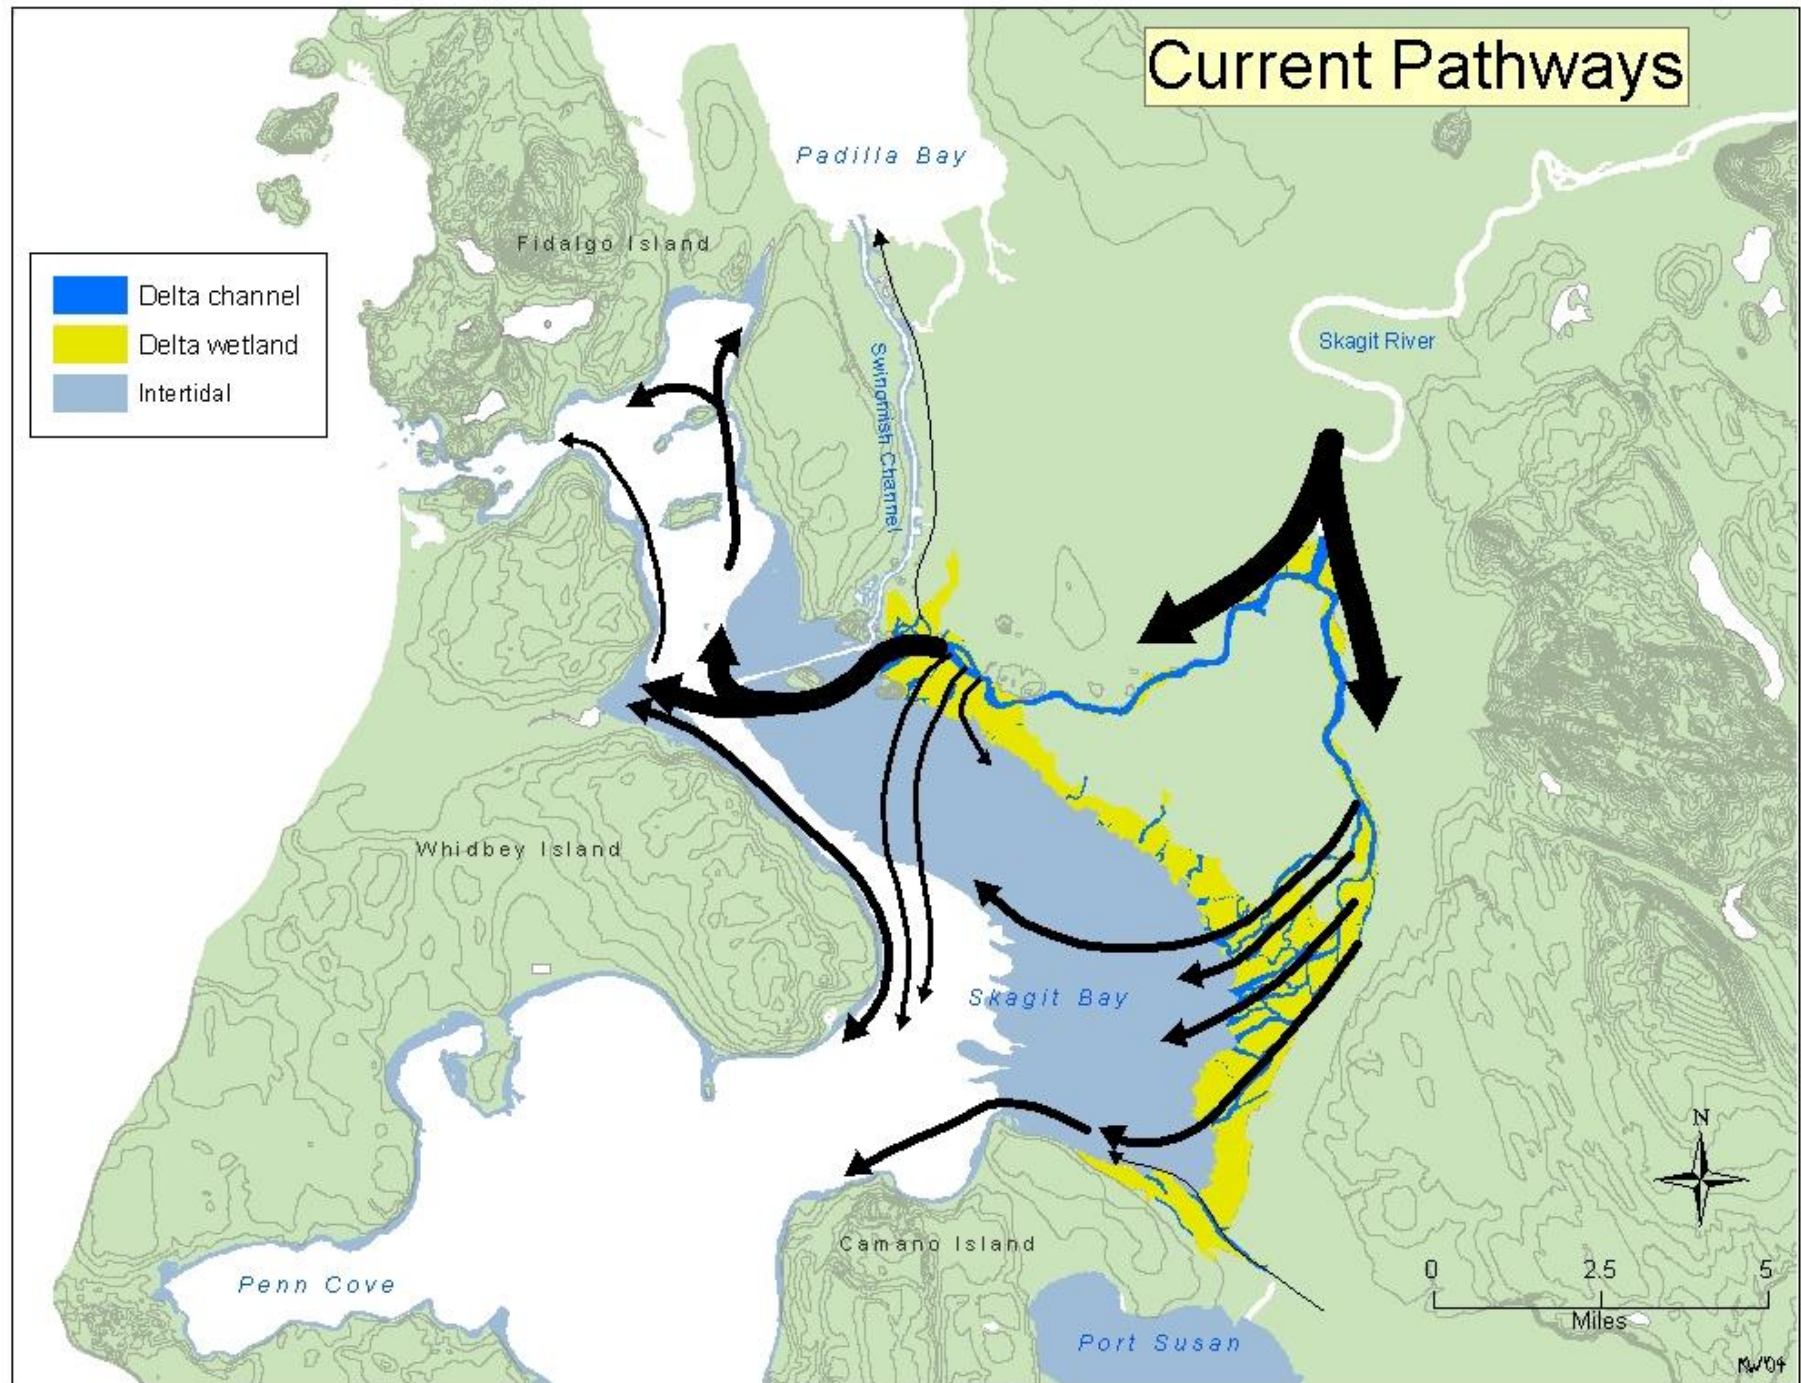 Current Pathways
Padilla Bay
Fidalgo Island
Delta channel
Delta wetland
Intertidal
Skagit River
Swinomish Channel
Whidbey Island
Skagit Bay
N
Camano Island
Penn Cove
0 2.5 5
Miles
Port Susan